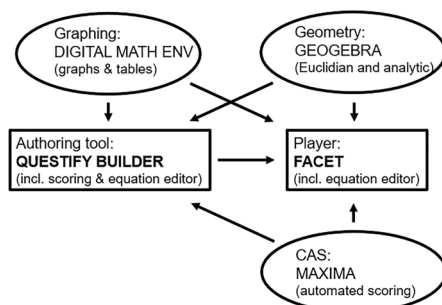 Graphing:
DIGITAL MATH ENV
(graphs & tables)
Geometry:
GEOGEBRA
(Euclidian and analytic)
Authoring tool:
QUESTIFY BUILDER
(incl. scoring & equation editor)
Player:
FACET
(incl. equation editor)
CAS:
MAXIMA
(automated scoring)